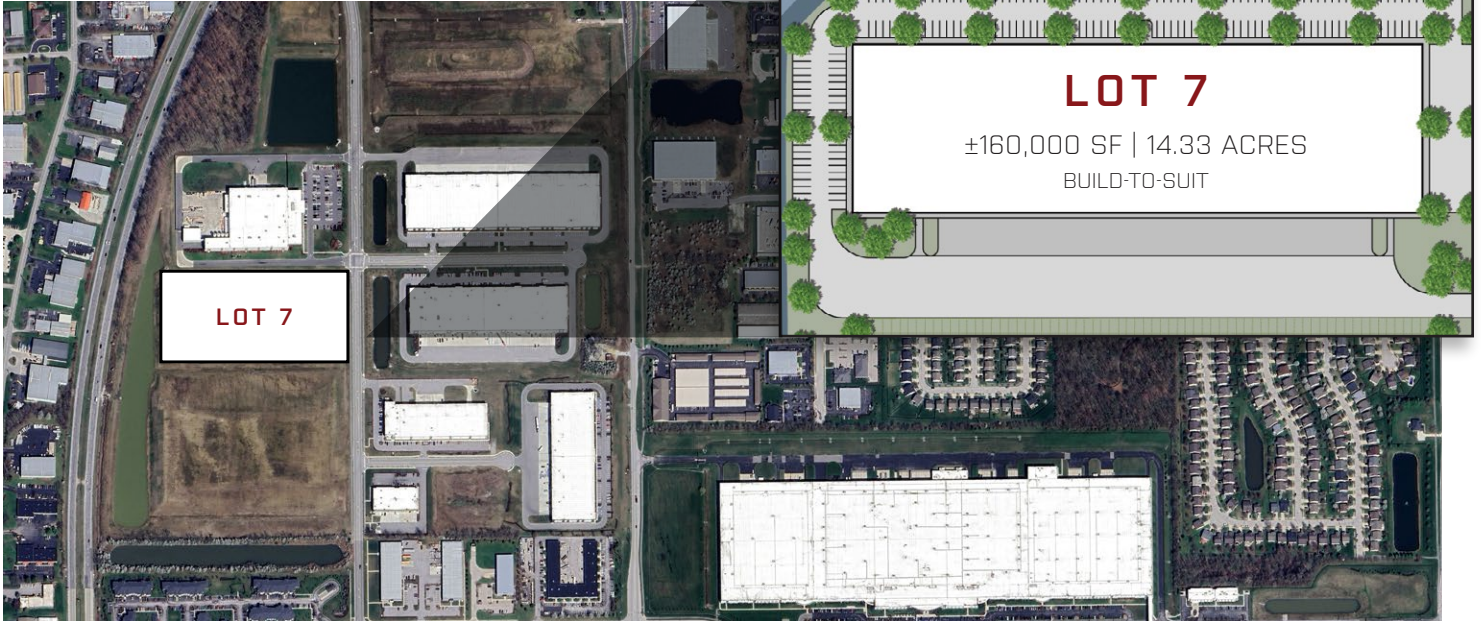 LOT 7
±160,000 SF | 14.33 ACRES
BUILD-TO-SUIT
LOT 7